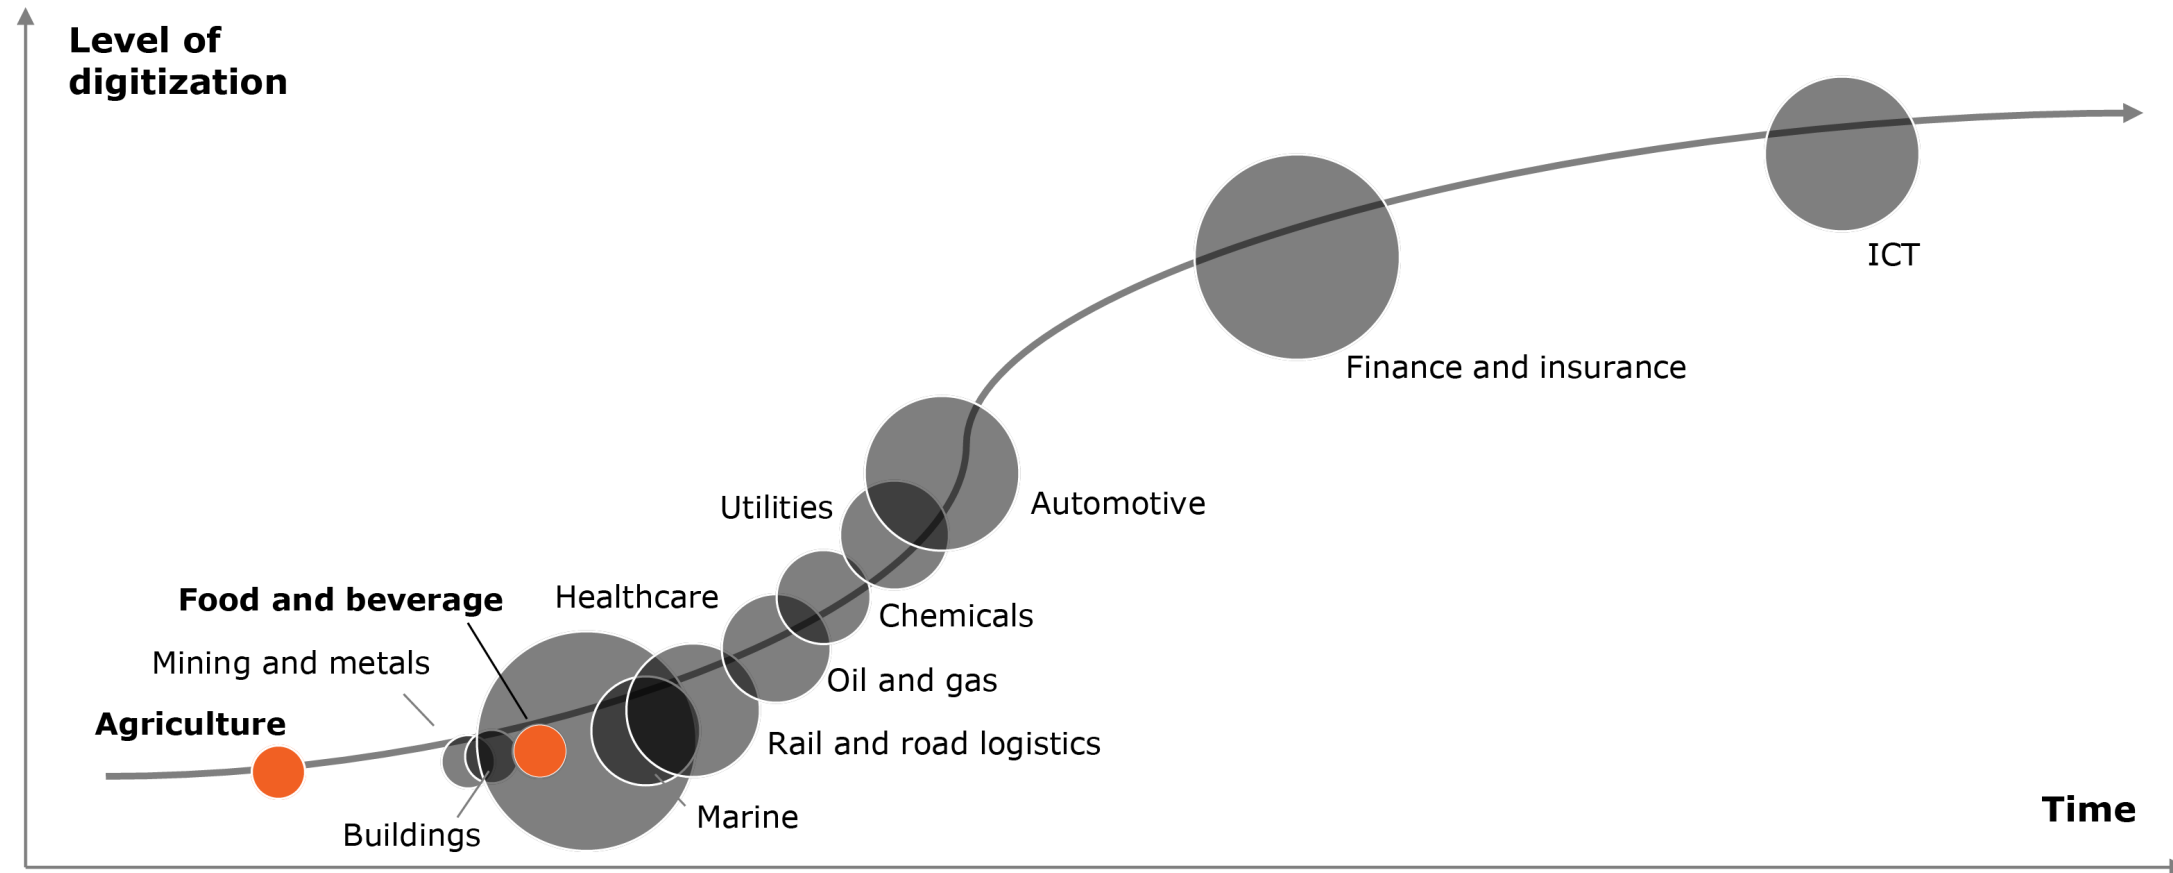 Level of
digitization
ICT
Finance and insurance
Utilities
Automotive
Food and beverage
Healthcare
Chemicals
Mining and metals
Oil and gas
Agriculture
Rail and road logistics
Buildings
Marine
Time